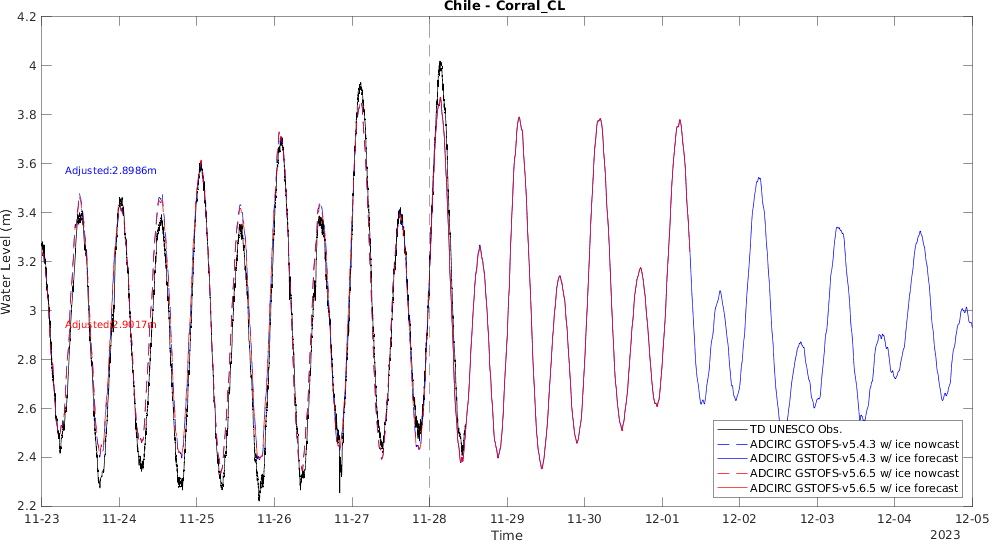 Chile - Corral_CL
Water Level (m)
4.2
4
3.8
3.6
3.4
3.2
3
2.8
2.6
2.4
2.2
Adjusted:2.8986m
Adjusted:2.9017m
TD UNESCO Obs.
ADCIRC GSTOFS-v5.4.3 w/ ice nowcast
ADCIRC GSTOFS-v5.4.3 w/ ice forecast
ADCIRC GSTOFS-v5.6.5 w/ ice nowcast
ADCIRC GSTOFS-v5.6.5 w/ ice forecast
11-23 11-24 11-25 11-26 11-27 11-28 11-29 11-30 12-01 12-02 12-03 12-04 12-05
Time
2023